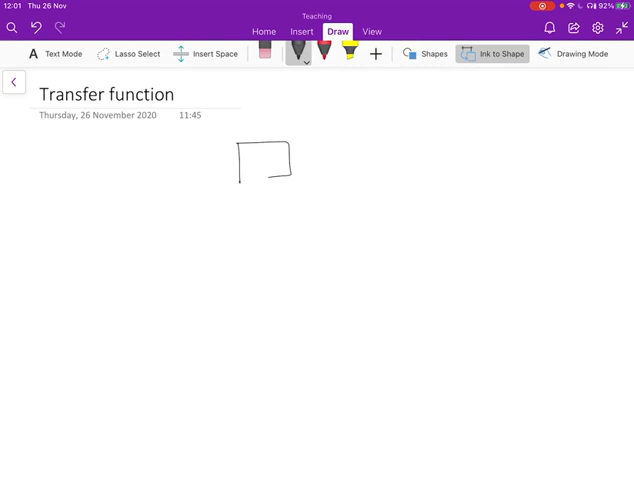 12:01 Thu 26 Nov 92%
Teaching
Home Insert Draw View
A Text Mode Lasso Select Insert Space Shapes Ink to Shape Drawing Mode
Transfer function
Thursday, 26 November 2020 11:45